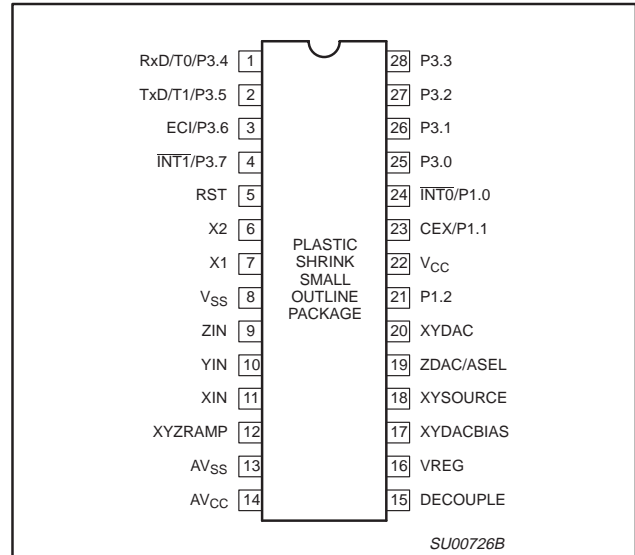 RxD/T0/P3.4 1 28 P3.3
TxD/T1/P3.5 2 27 P3.2
ECI/P3.6 3 26 P3.1
INT1/P3.7 4 25 P3.0
RST 5 24 INT0/P1.0
X2 6 23 CEX/P1.1
X1 7 22 VCC
VSS 8 21 P1.2
ZIN 9 20 XYDAC
YIN 10 19 ZDAC/ASEL
XIN 11 18 XYSOURCE
XYZRAMP 12 17 XYDACBIAS
AVSS 13 16 VREG
AVCC 14 15 DECOUPLE
PLASTIC
SHRINK
SMALL
OUTLINE
PACKAGE
SU00726B